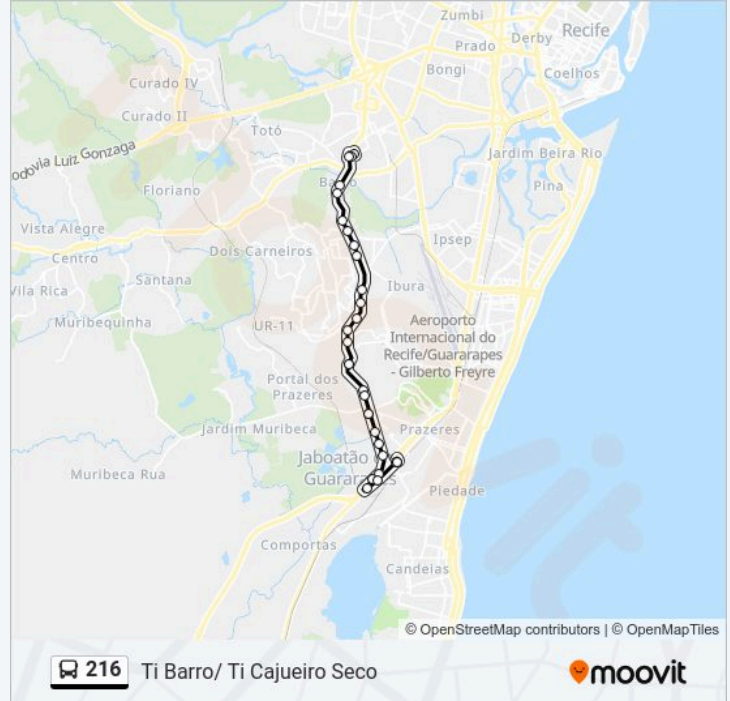 Zumbi
Recife
Derby
Prado
Bongi
Coelhos
Curado IV
Curado II
Totó
Luiz Gonzaga
Jardim Beira Rio
Floriano
Pina
Vista Alegre
Ipsep
Dois Carneiros
Centro
Santana
Ibura
Vila Rica
Muribequinha
UR-11
Aeroporto
Internacional do
Recife/Guararapes
- Gilberto Freyre
Portal dos
Prazeres
Jardim Muribeca
Prazeres
Jaboatão
Muribeca Rua
Piedade
Comportas
Candeias
© OpenStreetMap contributors | © OpenMapTiles
216 Ti Barro/ Ti Cajueiro Seco
moovit